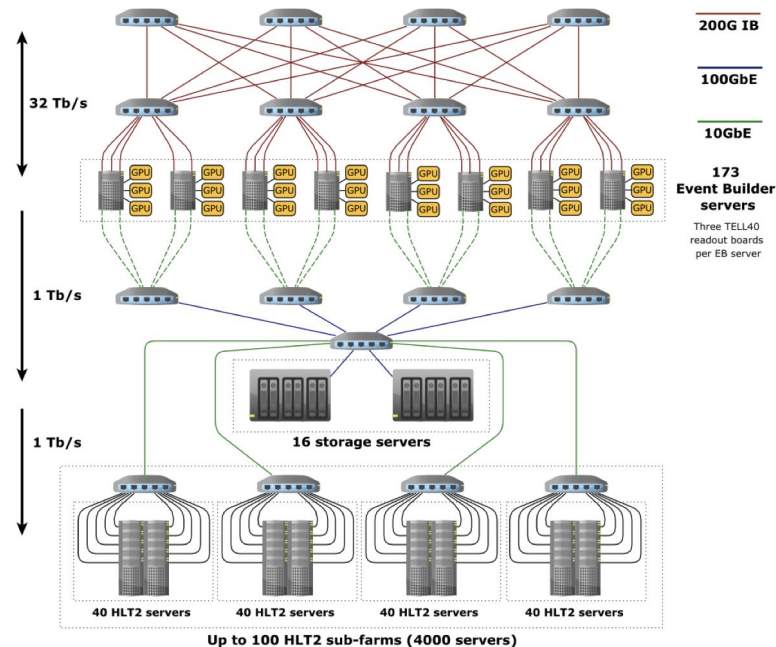 200G IB
32 Tb/s
100GbE
10GbE
GPU GPU GPU GPU GPU GPU GPU GPU
GPU GPU GPU GPU GPU GPU GPU GPU
GPU GPU GPU GPU GPU GPU GPU GPU
173
Event Builder
servers
Three TELL40
readout boards
per EB server
1 Tb/s
16 storage servers
1 Tb/s
40 HLT2 servers 40 HLT2 servers 40 HLT2 servers 40 HLT2 servers
Up to 100 HLT2 sub-farms (4000 servers)